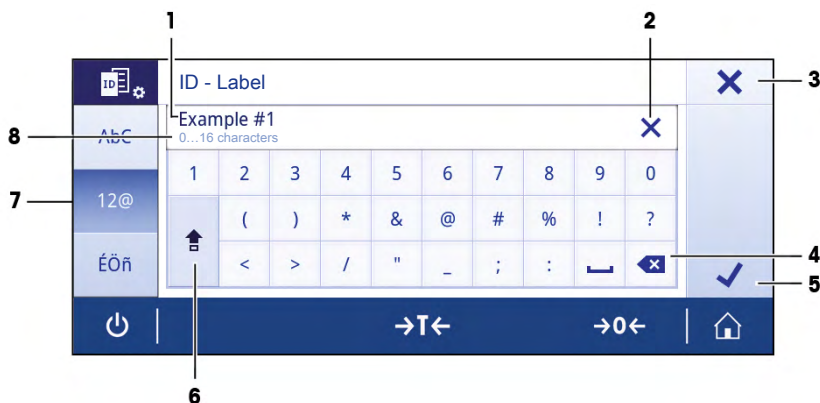 1 2
ID ID - Label
3
Example #1
8 AbC 0...16 characters
1 2 3 4 5 6 7 8 9 0
7 12@ ( ) * & @ # % ! ?
ÉÖñ < > / " _ ; : 4
5
→T← →0←
6